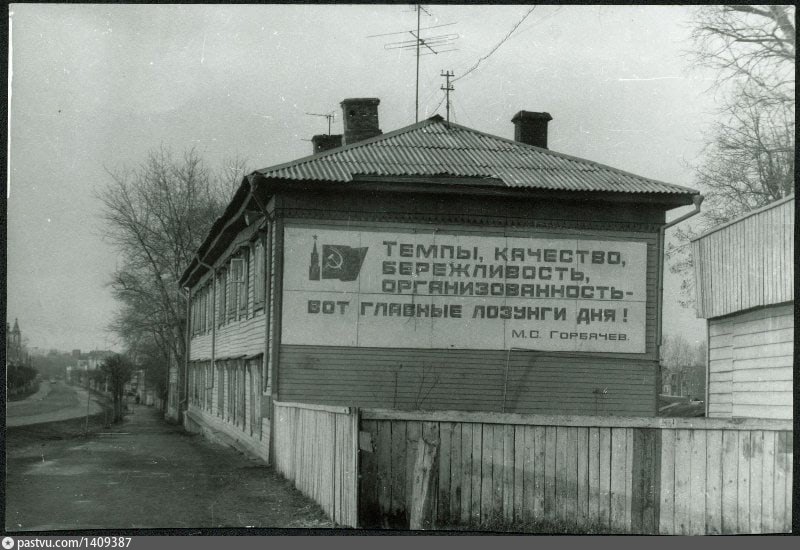 ТЕМПЫ, КАЧЕСТВО,
БЕРЕЖЛИВОСТЬ,
ОРГАНИЗОВАННОСТЬ-
ВОТ ГЛАВНЫЕ ЛОЗУНГИ ДНЯ!
М.С. ГОРБАЧЕВ.
pastvu.com/1409387